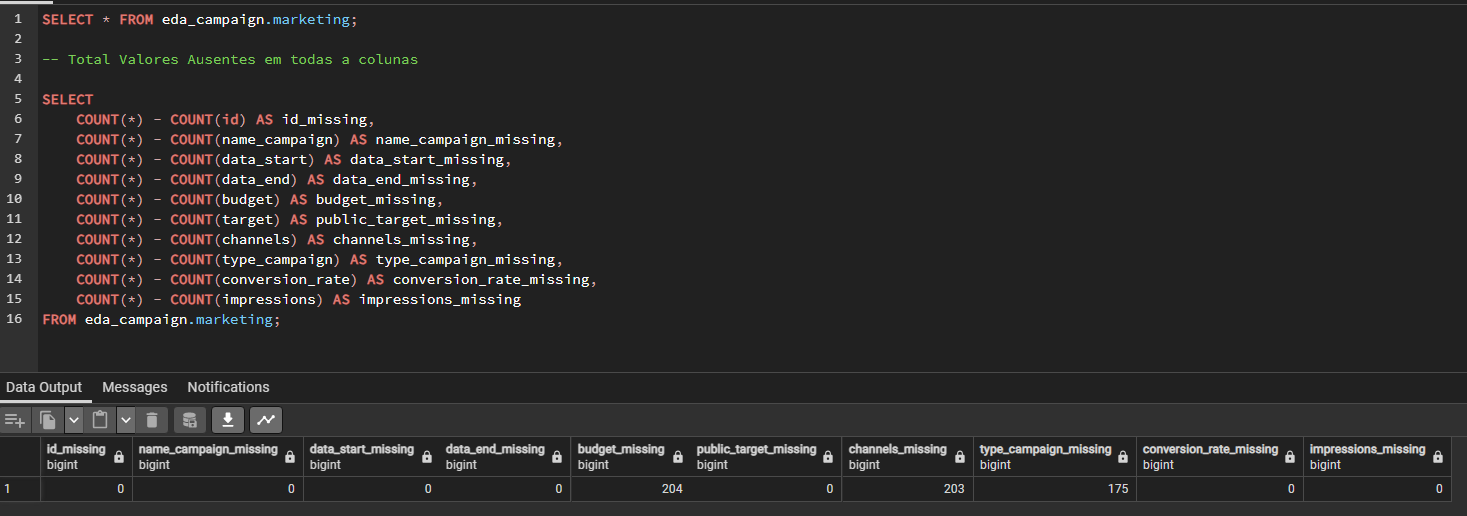 1 SELECT * FROM eda_campaign.marketing;
2
3 -- Total Valores Ausentes em todas a colunas
4
5 SELECT
6 COUNT(*) - COUNT(id) AS id_missing,
7 COUNT(*) - COUNT(name_campaign) AS name_campaign_missing,
8 COUNT(*) - COUNT(data_start) AS data_start_missing,
9 COUNT(*) - COUNT(data_end) AS data_end_missing,
10 COUNT(*) - COUNT(budget) AS budget_missing,
11 COUNT(*) - COUNT(target) AS public_target_missing,
12 COUNT(*) - COUNT(channels) AS channels_missing,
13 COUNT(*) - COUNT(type_campaign) AS type_campaign_missing,
14 COUNT(*) - COUNT(conversion_rate) AS conversion_rate_missing,
15 COUNT(*) - COUNT(impressions) AS impressions_missing
16 FROM eda_campaign.marketing;
Data Output Messages Notifications
id_missing name_campaign_missing data_start_missing data_end_missing budget_missing public_target_missing channels_missing type_campaign_missing conversion_rate_missing impressions_missing
bigint bigint bigint bigint bigint bigint bigint bigint bigint bigint
1 0 0 0 0 204 0 203 175 0 0